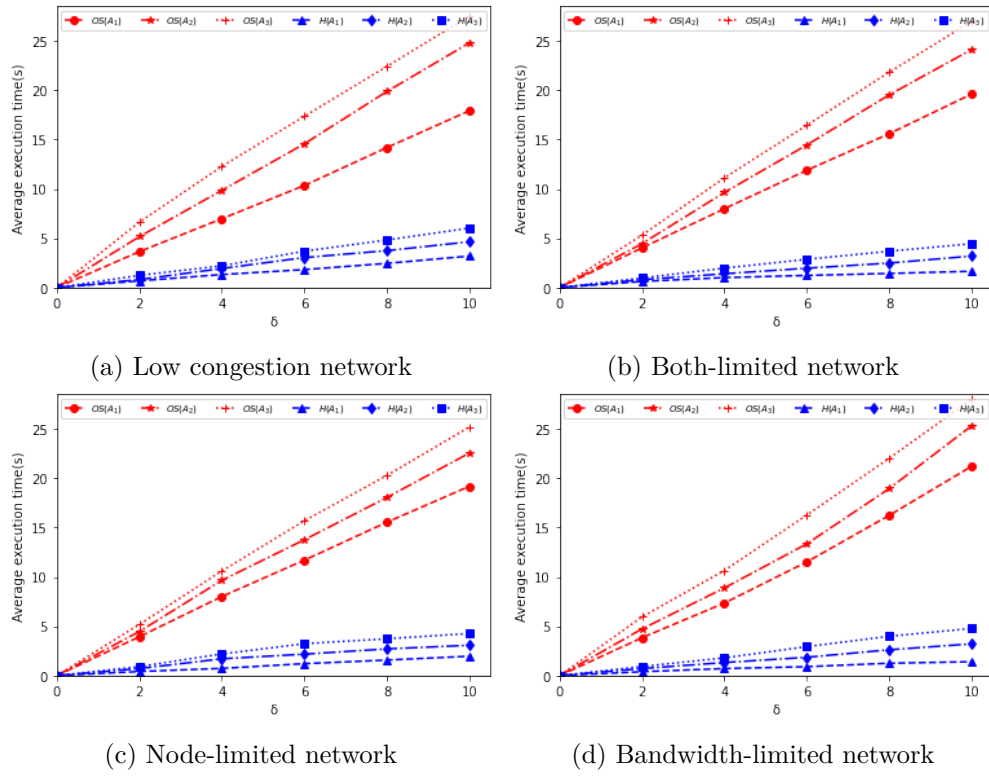 OS(A₁) OS(A₂) OS(A₃) H(A₁) H(A₂) H(A₃)
Average execution time(s)
25
20
15
10
5
0
0 2 4 6 8 10
δ
(a) Low congestion network
OS(A₁) OS(A₂) OS(A₃) H(A₁) H(A₂) H(A₃)
Average execution time(s)
25
20
15
10
5
0
0 2 4 6 8 10
δ
(b) Both-limited network
OS(A₁) OS(A₂) OS(A₃) H(A₁) H(A₂) H(A₃)
Average execution time(s)
25
20
15
10
5
0
0 2 4 6 8 10
δ
(c) Node-limited network
OS(A₁) OS(A₂) OS(A₃) H(A₁) H(A₂) H(A₃)
Average execution time(s)
25
20
15
10
5
0
0 2 4 6 8 10
δ
(d) Bandwidth-limited network